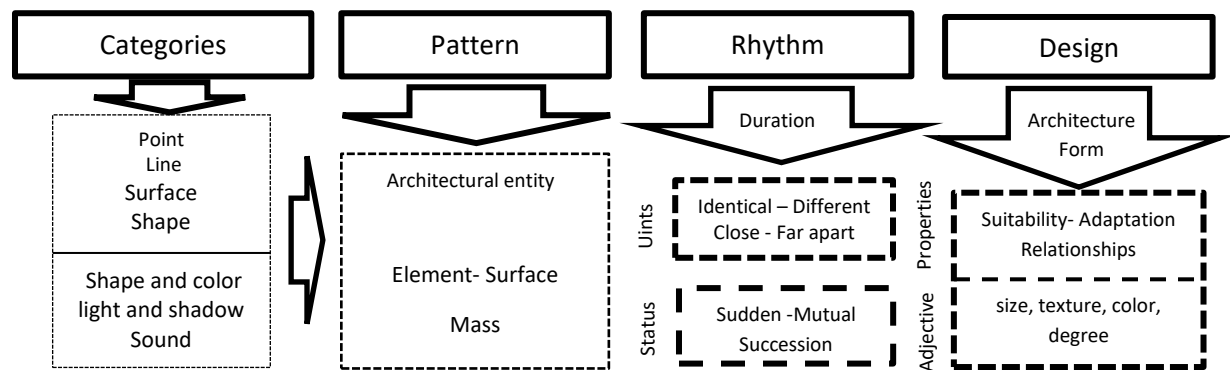 Categories
Point
Line
Surface
Shape
Shape and color
light and shadow
Sound
Pattern
Architectural entity
Element- Surface
Mass
Rhythm
Duration
Uints
Identical – Different
Close - Far apart
Status
Sudden -Mutual
Succession
Design
Architecture
Form
Properties
Suitability- Adaptation
Relationships
Adjective
size, texture, color,
degree